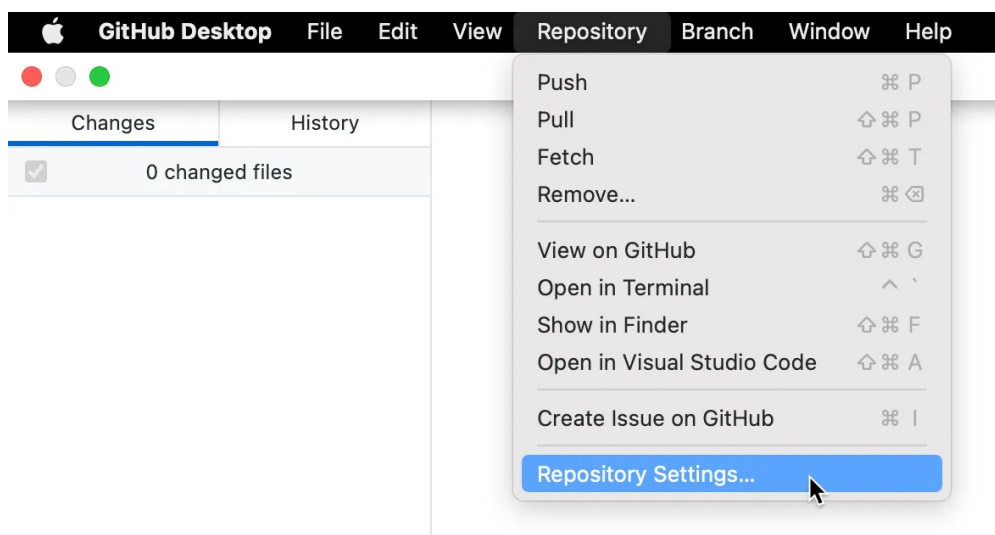 GitHub Desktop File Edit View Repository Branch Window Help
Changes History
0 changed files
Push ⌘ P
Pull ⇧ ⌘ P
Fetch ⇧ ⌘ T
Remove... ⌘ ⌫
View on GitHub ⇧ ⌘ G
Open in Terminal ⌃ `
Show in Finder ⇧ ⌘ F
Open in Visual Studio Code ⇧ ⌘ A
Create Issue on GitHub ⌘ I
Repository Settings...